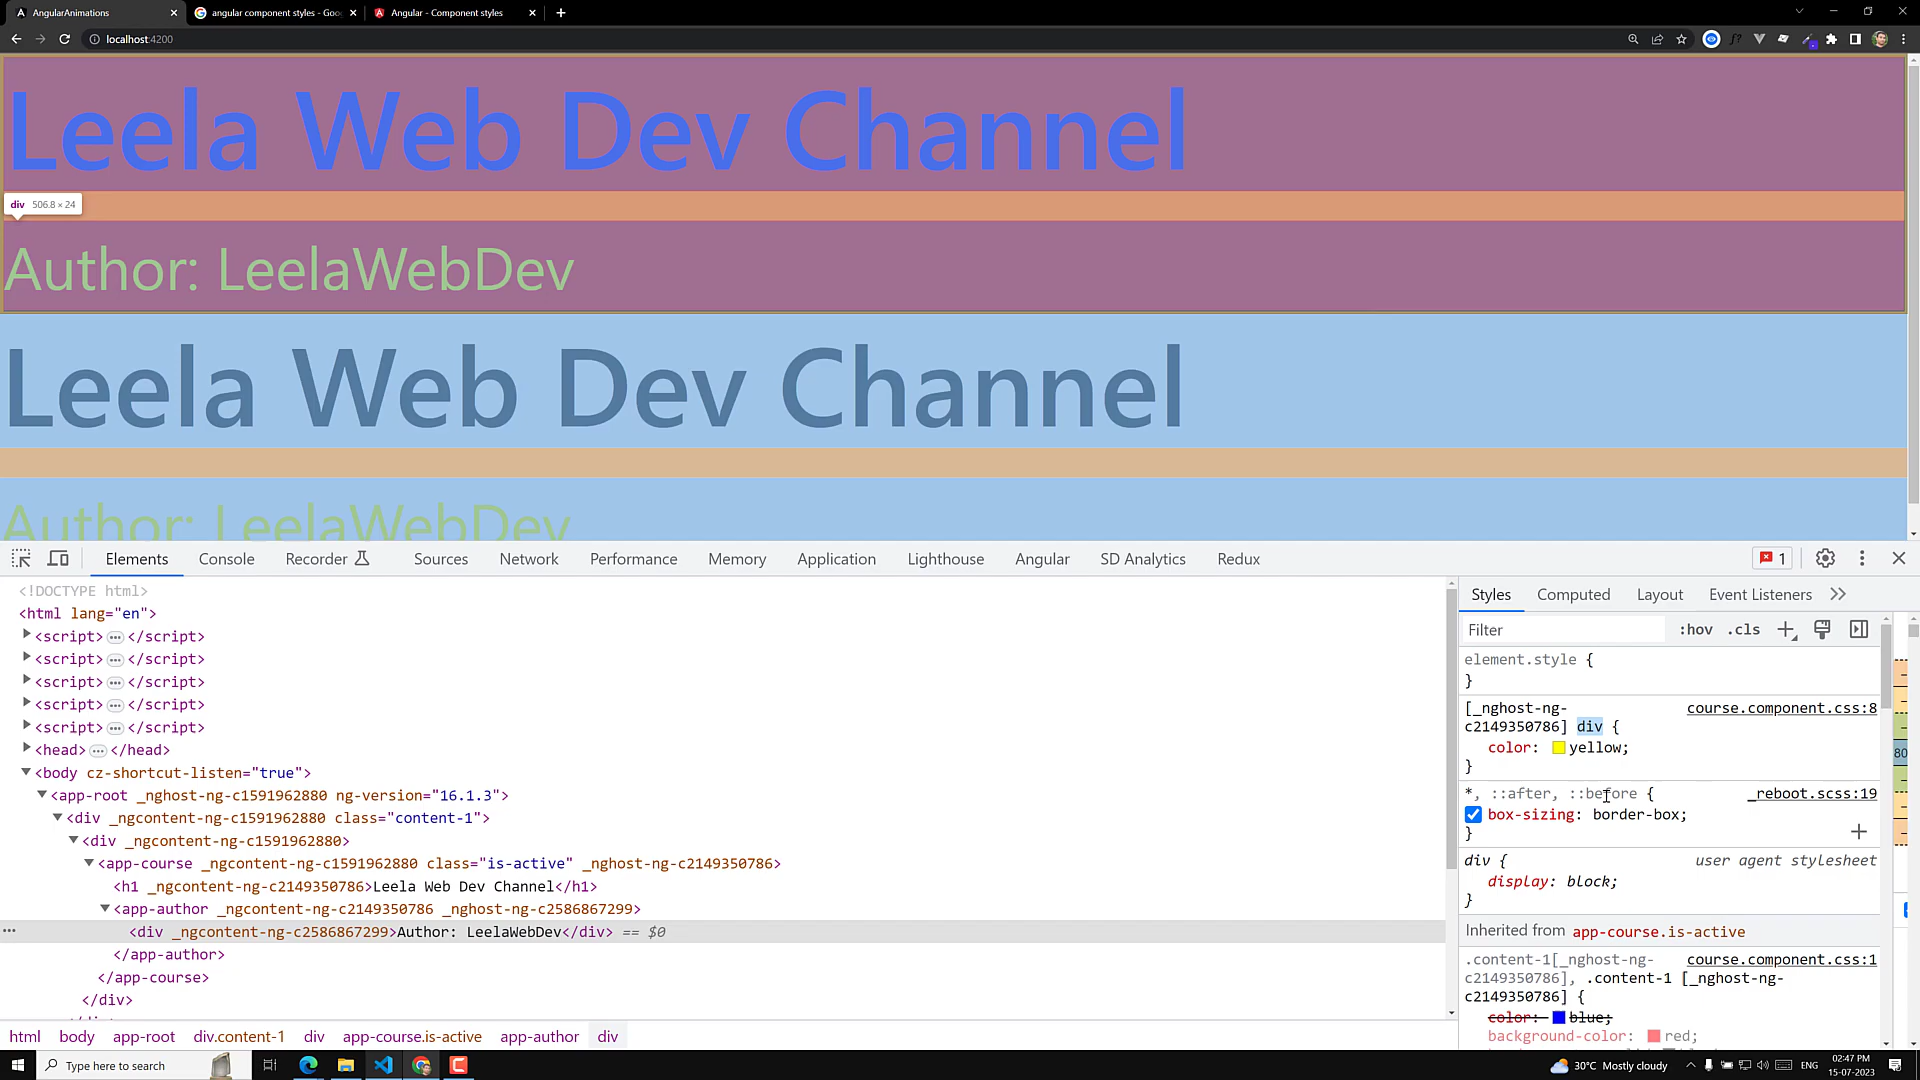 AngularAnimations
angular component styles - Goo
Angular - Component styles
localhost:4200
Leela Web Dev Channel
div 506.8 × 24
Author: LeelaWebDev
Leela Web Dev Channel
Author: LeelaWebDev
Elements Console Recorder Sources Network Performance Memory Application Lighthouse Angular SD Analytics Redux 1
<!DOCTYPE html>
<html lang="en">
<script> ••• </script>
<script> ••• </script>
<script> ••• </script>
<script> ••• </script>
<script> ••• </script>
<head> ••• </head>
<body cz-shortcut-listen="true">
<app-root _nghost-ng-c1591962880 ng-version="16.1.3">
<div _ngcontent-ng-c1591962880 class="content-1">
<div _ngcontent-ng-c1591962880>
<app-course _ngcontent-ng-c1591962880 class="is-active" _nghost-ng-c2149350786>
<h1 _ngcontent-ng-c2149350786>Leela Web Dev Channel</h1>
<app-author _ngcontent-ng-c2149350786 _nghost-ng-c2586867299>
<div _ngcontent-ng-c2586867299>Author: LeelaWebDev</div> == $0
</app-author>
</app-course>
</div>
html body app-root div.content-1 div app-course.is-active app-author div
Styles Computed Layout Event Listeners
Filter :hov .cls
element.style {
}
[_nghost-ng- course.component.css:8
c2149350786] div {
color: yellow;
}
*, ::after, ::before { _reboot.scss:19
box-sizing: border-box;
}
div { user agent stylesheet
display: block;
}
Inherited from app-course.is-active
.content-1[_nghost-ng- course.component.css:1
c2149350786], .content-1 [_nghost-ng-
c2149350786] {
color: blue;
background-color: red;
80
Type here to search
30°C Mostly cloudy
ENG
02:47 PM
15-07-2023